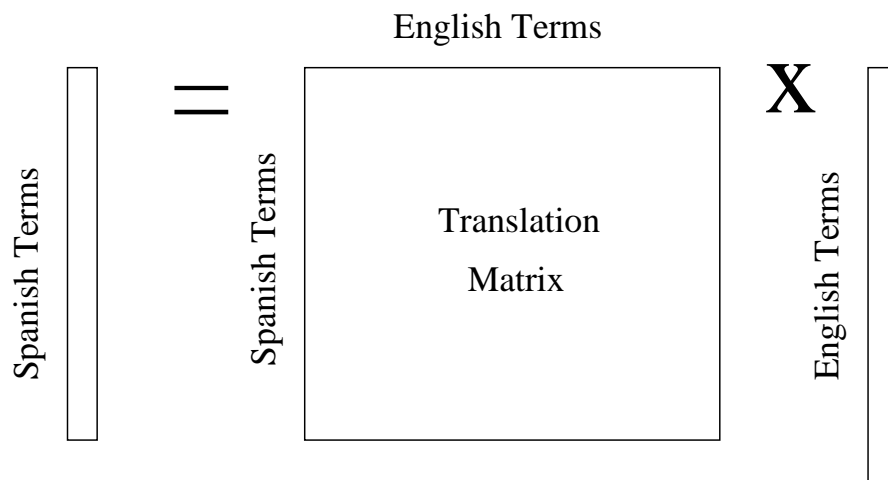 English Terms
=
X
Spanish Terms
Spanish Terms
Translation
Matrix
English Terms